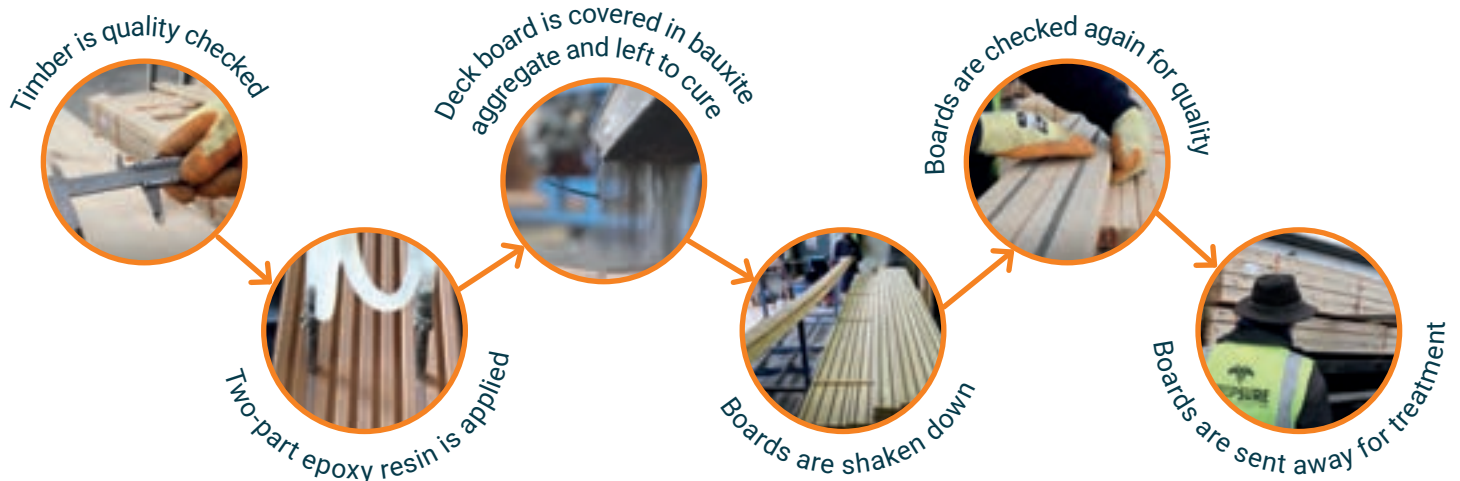 Timber is quality checked
Two-part epoxy resin is applied
Deck board is covered in bauxite
aggregate and left to cure
Boards are shaken down
Boards are checked again for quality
Boards are sent away for treatment